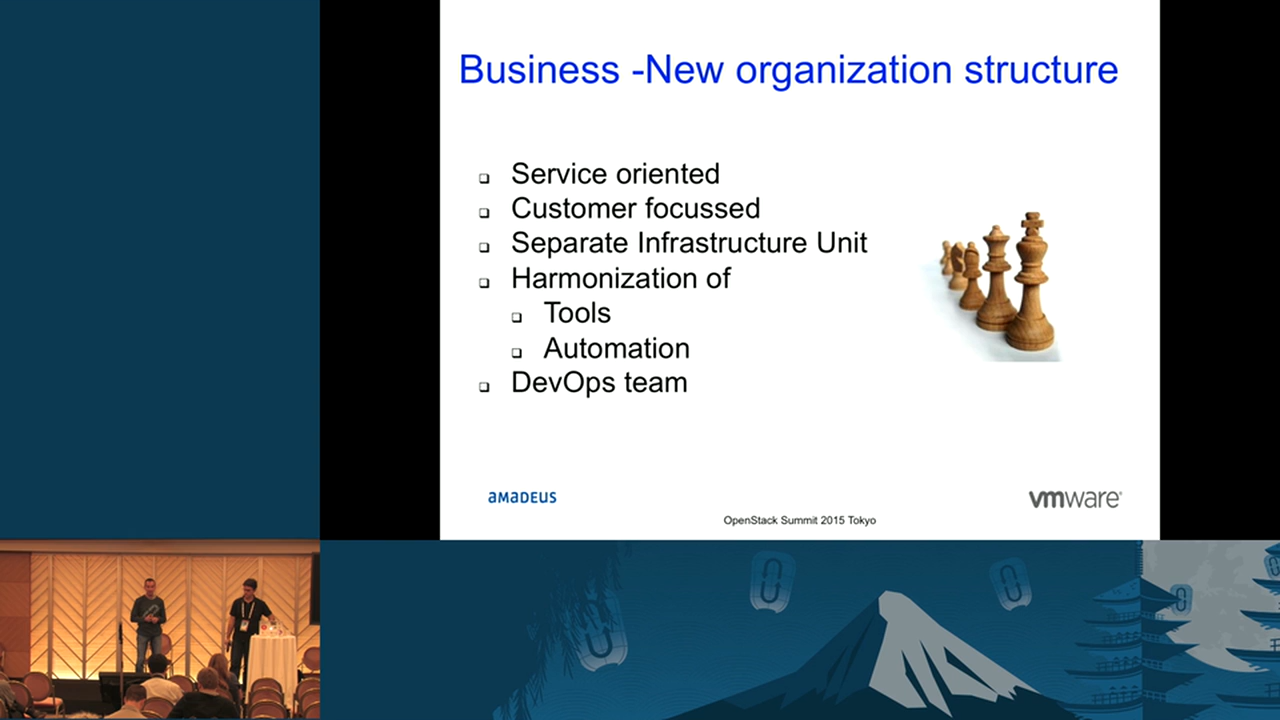 Business -New organization structure
Service oriented
Customer focussed
Separate Infrastructure Unit
Harmonization of
Tools
Automation
DevOps team
amadeus
vmware
OpenStack Summit 2015 Tokyo